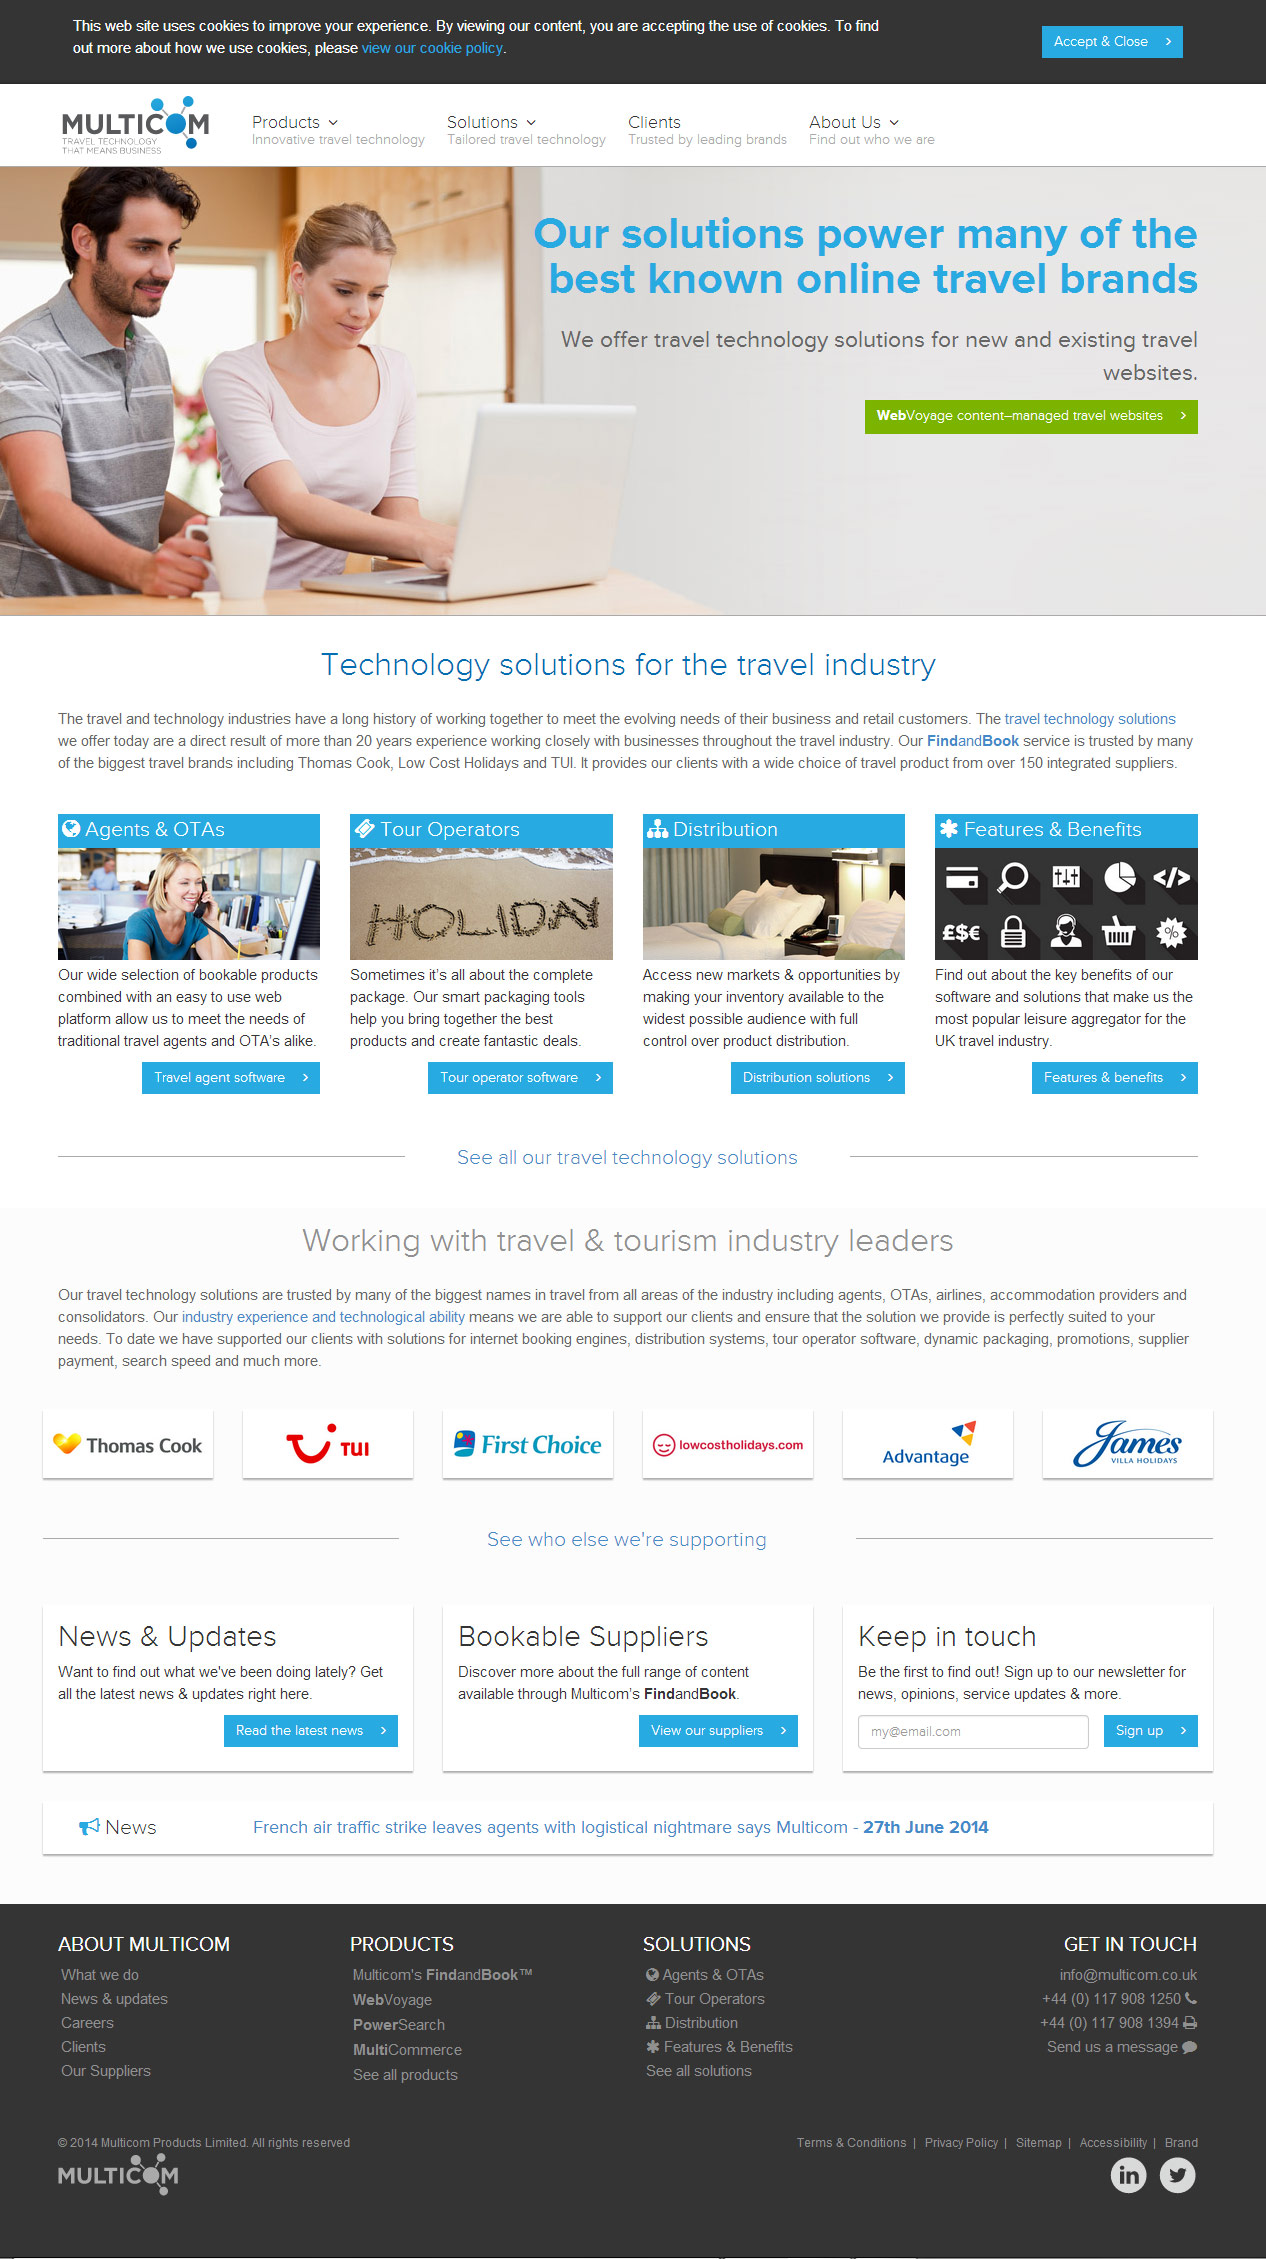 This web site uses cookies to improve your experience. By viewing our content, you are accepting the use of cookies. To find
out more about how we use cookies, please view our cookie policy.
Accept & Close
MULTICOM
TRAVEL TECHNOLOGY
THAT MEANS BUSINESS
Products
Innovative travel technology
Solutions
Tailored travel technology
Clients
Trusted by leading brands
About Us
Find out who we are
Our solutions power many of the
best known online travel brands
We offer travel technology solutions for new and existing travel
websites.
WebVoyage content–managed travel websites
Technology solutions for the travel industry
The travel and technology industries have a long history of working together to meet the evolving needs of their business and retail customers. The travel technology solutions
we offer today are a direct result of more than 20 years experience working closely with businesses throughout the travel industry. Our FindandBook service is trusted by many
of the biggest travel brands including Thomas Cook, Low Cost Holidays and TUI. It provides our clients with a wide choice of travel product from over 150 integrated suppliers.
Agents & OTAs
Our wide selection of bookable products
combined with an easy to use web
platform allow us to meet the needs of
traditional travel agents and OTA's alike.
Travel agent software
Tour Operators
HOLIDAY
Sometimes it's all about the complete
package. Our smart packaging tools
help you bring together the best
products and create fantastic deals.
Tour operator software
Distribution
Access new markets & opportunities by
making your inventory available to the
widest possible audience with full
control over product distribution.
Distribution solutions
Features & Benefits
</>
£$€
%
Find out about the key benefits of our
software and solutions that make us the
most popular leisure aggregator for the
UK travel industry.
Features & benefits
See all our travel technology solutions
Working with travel & tourism industry leaders
Our travel technology solutions are trusted by many of the biggest names in travel from all areas of the industry including agents, OTAs, airlines, accommodation providers and
consolidators. Our industry experience and technological ability means we are able to support our clients and ensure that the solution we provide is perfectly suited to your
needs. To date we have supported our clients with solutions for internet booking engines, distribution systems, tour operator software, dynamic packaging, promotions, supplier
payment, search speed and much more.
Thomas Cook
TUI
First Choice
lowcostholidays.com
Advantage
James
VILLA HOLIDAYS
See who else we're supporting
News & Updates
Want to find out what we've been doing lately? Get
all the latest news & updates right here.
Read the latest news
Bookable Suppliers
Discover more about the full range of content
available through Multicom's FindandBook.
View our suppliers
Keep in touch
Be the first to find out! Sign up to our newsletter for
news, opinions, service updates & more.
my@email.com
Sign up
News
French air traffic strike leaves agents with logistical nightmare says Multicom - 27th June 2014
ABOUT MULTICOM
What we do
News & updates
Careers
Clients
Our Suppliers
PRODUCTS
Multicom's FindandBook™
WebVoyage
PowerSearch
MultiCommerce
See all products
SOLUTIONS
Agents & OTAs
Tour Operators
Distribution
Features & Benefits
See all solutions
GET IN TOUCH
info@multicom.co.uk
+44 (0) 117 908 1250
+44 (0) 117 908 1394
Send us a message
© 2014 Multicom Products Limited. All rights reserved
MULTICOM
Terms & Conditions | Privacy Policy | Sitemap | Accessibility | Brand
in